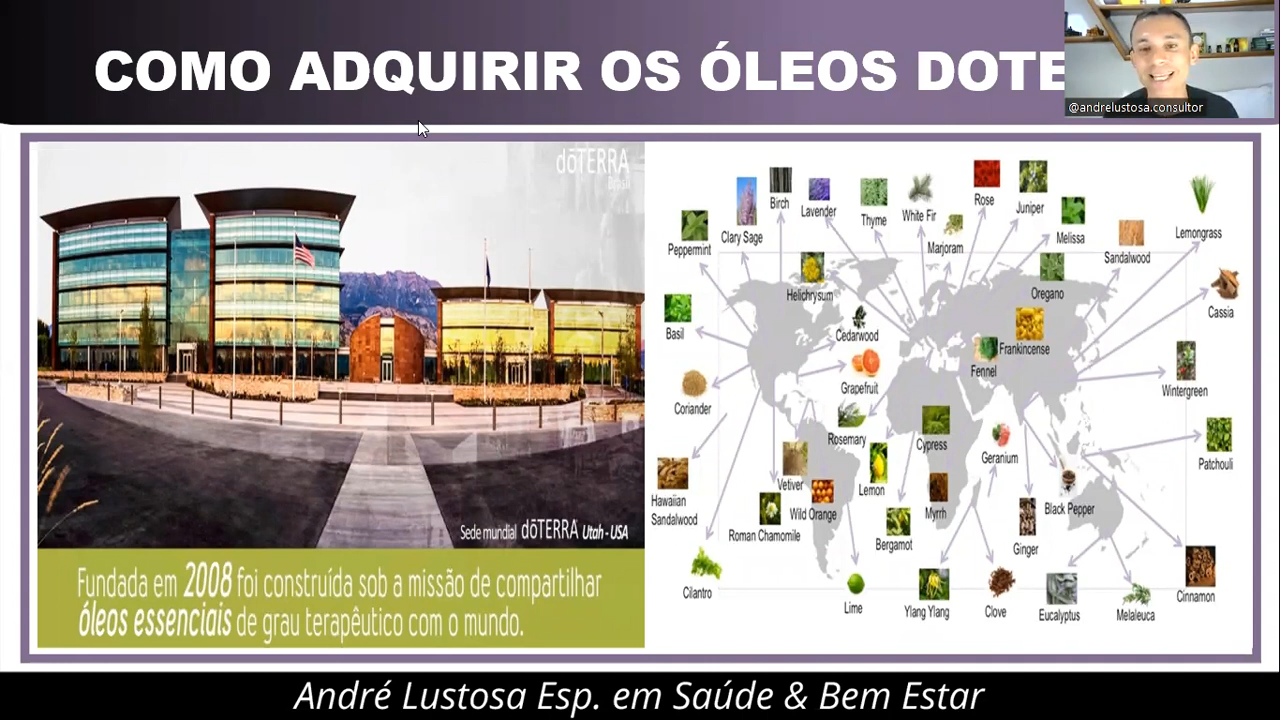 COMO ADQUIRIR OS ÓLEOS DOTE
@andrelustosa.consultor
dōTERRA
Brasil
Sede mundial dōTERRA Utah - USA
Fundada em 2008 foi construída sob a missão de compartilhar
óleos essenciais de grau terapêutico com o mundo.
Peppermint
Clary Sage
Birch
Lavender
Thyme
White Fir
Marjoram
Rose
Juniper
Melissa
Sandalwood
Lemongrass
Helichrysum
Oregano
Cassia
Basil
Cedarwood
Frankincense
Fennel
Grapefruit
Wintergreen
Coriander
Rosemary
Cypress
Geranium
Patchouli
Vetiver
Lemon
Hawaiian
Sandalwood
Wild Orange
Myrrh
Black Pepper
Roman Chamomile
Bergamot
Ginger
Cilantro
Lime
Ylang Ylang
Clove
Eucalyptus
Melaleuca
Cinnamon
André Lustosa Esp. em Saúde & Bem Estar